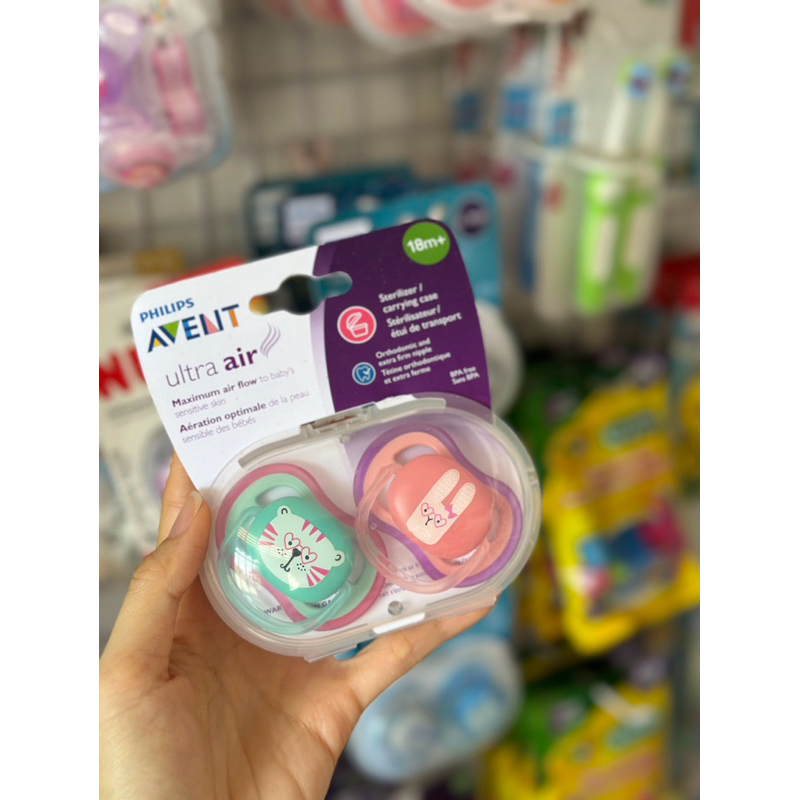 PHILIPS
AVENT
ultra air
Maximum air flow to baby's
sensitive skin
Aération optimale de la peau
sensible des bébés
18m+
Sterilizer /
carrying case
Stérilisateur/
étui de transport
Orthodontic and
extra firm nipple
Tétine orthodontique
et extra ferme
BPA free
Sans BPA